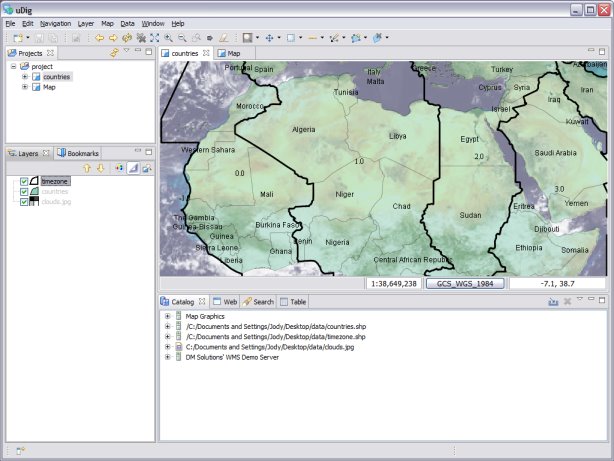 uDig
File Edit Navigation Layer Map Data Window Help
Projects
project
countries
Map
Layers Bookmarks
timezone
countries
clouds.jpg
countries Map
Portugal Spain Italy Greece Turkey Azerbaijan
Malta Cyprus Syria Iran
Tunisia Iraq
Morocco Israel
Kuwait
Algeria Libya Egypt
Western Sahara 1.0 2.0 Saudi Arabia
0.0 3.0
Mali Niger Chad Eritrea Yemen
The Gambia Sudan
Guinea-Bissau Burkina Faso Djibouti
Guinea Benin Nigeria Ethiopia
Sierra Leone Ghana Somalia
Liberia Central African Republic
1:38,649,238 GCS_WGS_1984 -7.1, 38.7
Catalog Web Search Table
Map Graphics
/C:/Documents and Settings/Jody/Desktop/data/countries.shp
/C:/Documents and Settings/Jody/Desktop/data/timezone.shp
C:/Documents and Settings/Jody/Desktop/data/clouds.jpg
DM Solutions' WMS Demo Server